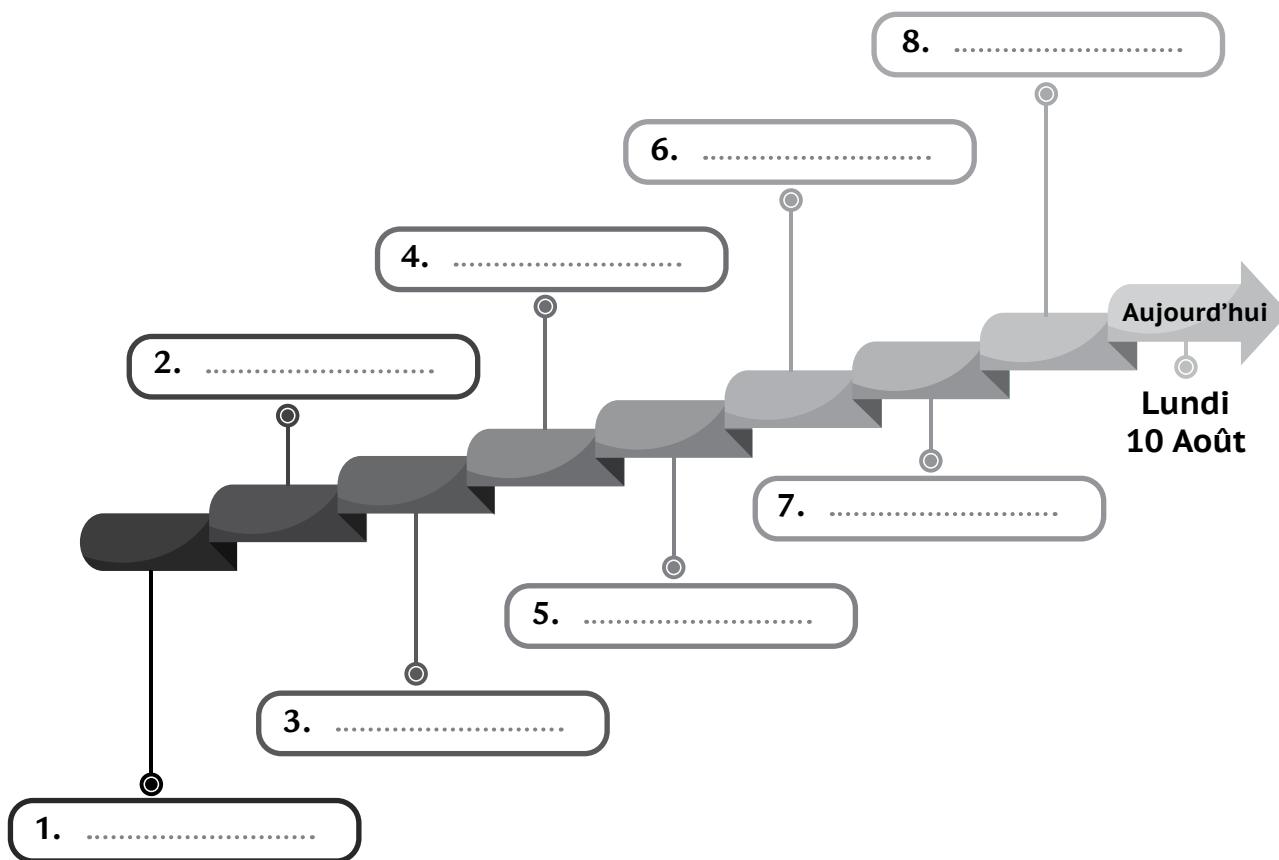 8. ............................
6. ............................
4. ............................
Aujourd'hui
2. ............................
Lundi
10 Août
7. ............................
5. ............................
3. ............................
1. ............................